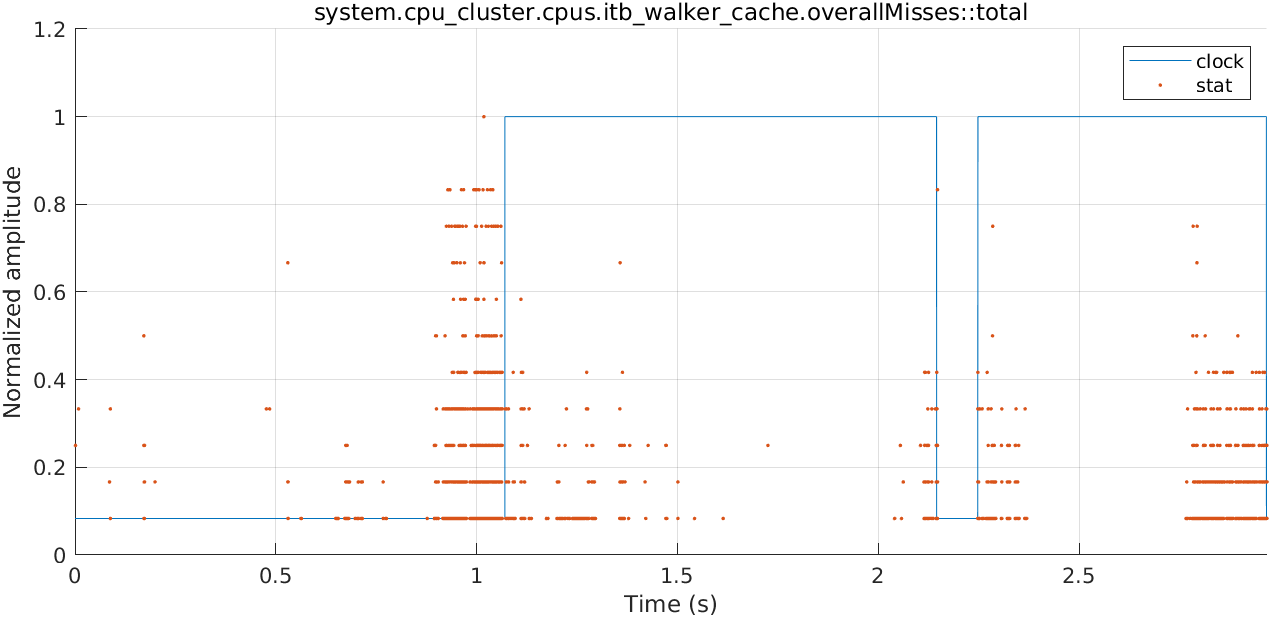 system.cpu_cluster.cpus.itb_walker_cache.overallMisses::total
1.2
1
0.8
0.6
0.4
0.2
0
Normalized amplitude
clock
stat
0
0.5
1
1.5
2
2.5
Time (s)